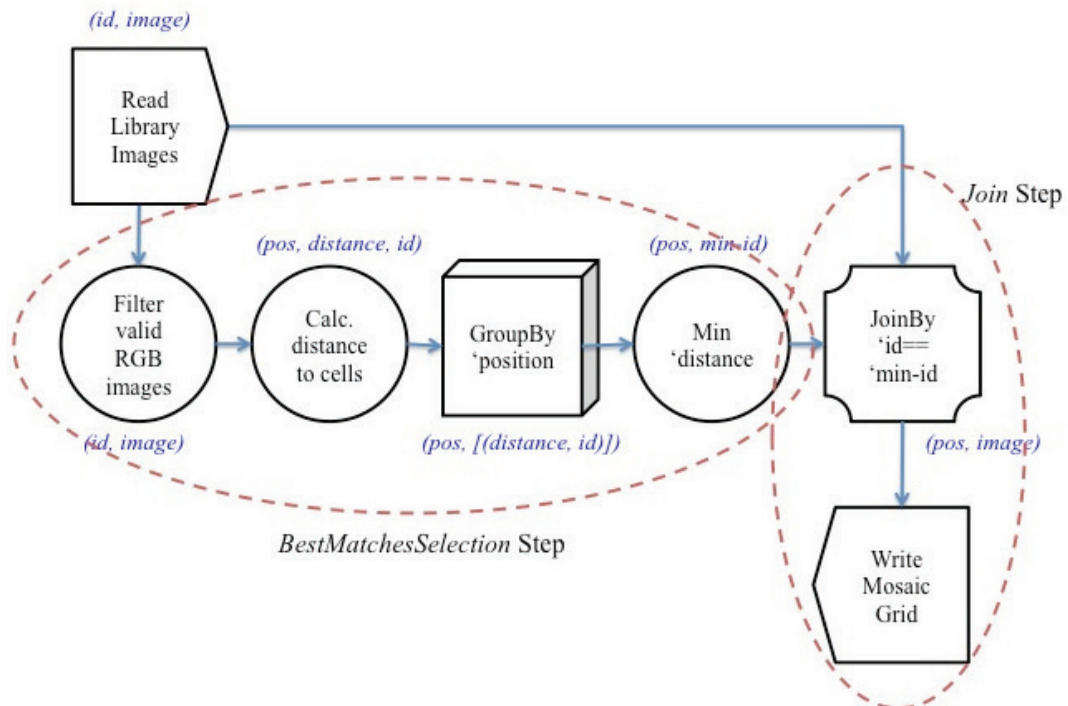 (id, image)
Read
Library
Images
Join Step
(pos, distance, id)
(pos, min-id)
Filter
valid
RGB
images
Calc.
distance
to cells
GroupBy
‘position
Min
‘distance
JoinBy
‘id==
‘min-id
(id, image)
(pos, [(distance, id)])
(pos, image)
BestMatchesSelection Step
Write
Mosaic
Grid